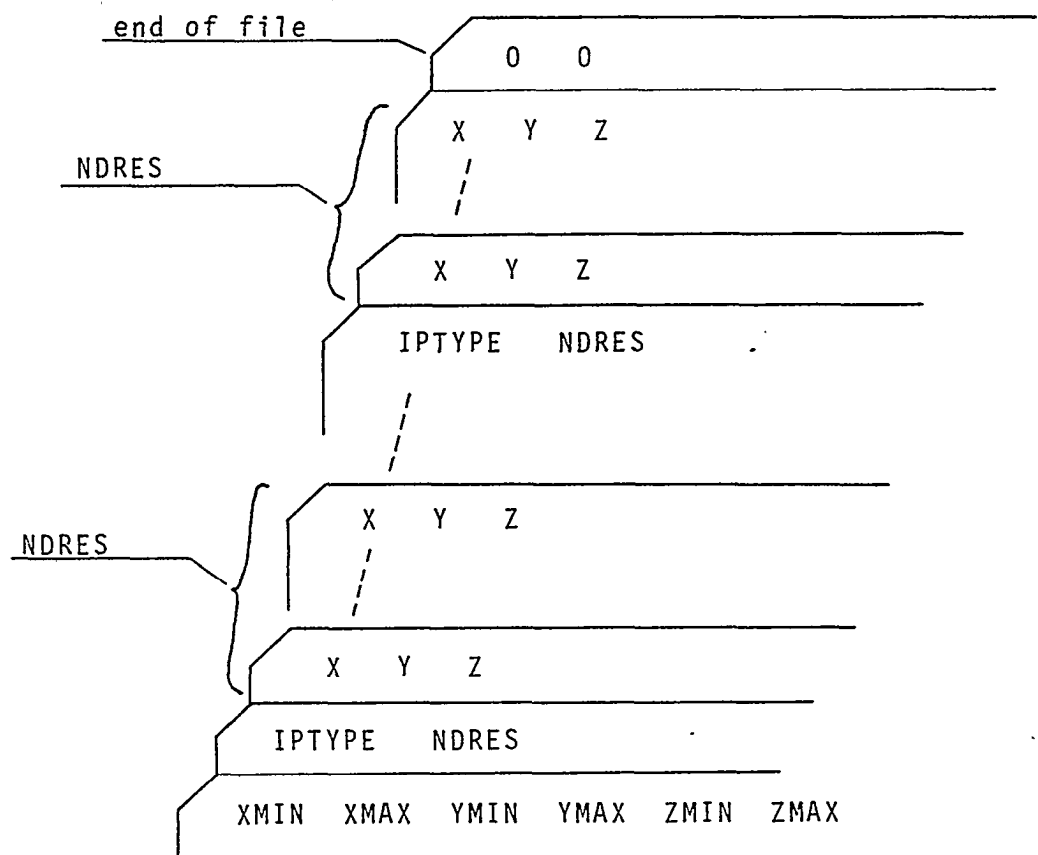 end of file
0 0
X Y Z
NDRES
X Y Z
IPTYPE NDRES
X Y Z
NDRES
X Y Z
IPTYPE NDRES
XMIN XMAX YMIN YMAX ZMIN ZMAX